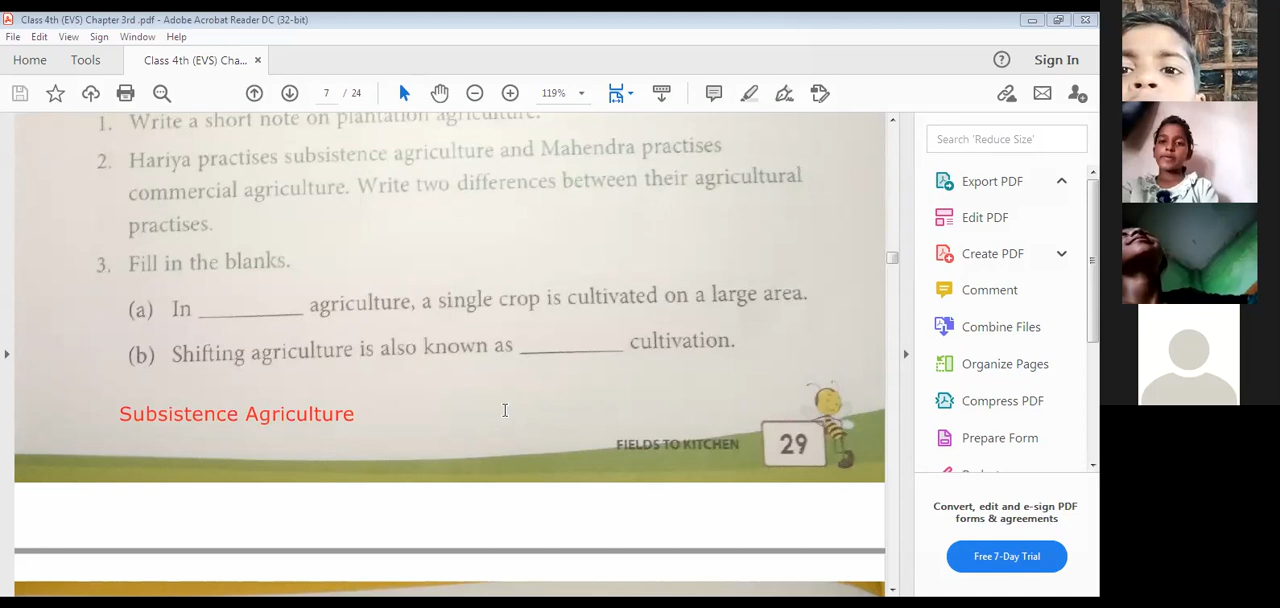 Class 4th (EVS) Chapter 3rd .pdf - Adobe Acrobat Reader DC (32-bit)
File Edit View Sign Window Help
Home Tools Class 4th (EVS) Cha... × Sign In
7 / 24 119%
1. Write a short note on plantation agriculture.
2. Hariya practises subsistence agriculture and Mahendra practises
commercial agriculture. Write two differences between their agricultural
practises.
3. Fill in the blanks.
(a) In __________ agriculture, a single crop is cultivated on a large area.
(b) Shifting agriculture is also known as __________ cultivation.
Subsistence Agriculture
FIELDS TO KITCHEN 29
Search 'Reduce Size'
Export PDF
Edit PDF
Create PDF
Comment
Combine Files
Organize Pages
Compress PDF
Prepare Form
Convert, edit and e-sign PDF
forms & agreements
Free 7-Day Trial